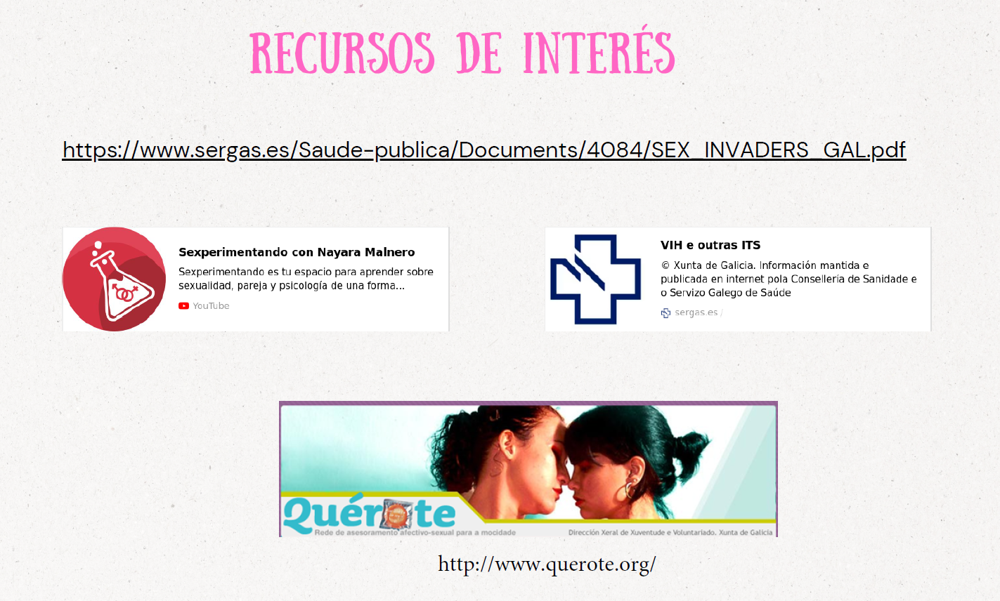 RECURSOS DE INTERÉS
https://www.sergas.es/Saude-publica/Documents/4084/SEX_INVADERS_GAL.pdf
Sexperimentando con Nayara Malnero
Sexperimentando es tu espacio para aprender sobre
sexualidad, pareja y psicología de una forma...
YouTube
VIH e outras ITS
© Xunta de Galicia. Información mantida e
publicada en internet pola Consellería de Sanidade e
o Servizo Galego de Saúde
sergas.es /
Quérote
Rede de asesoramento afectivo-sexual para a mocidade
Dirección Xeral de Xuventude e Voluntariado. Xunta de Galicia
http://www.querote.org/